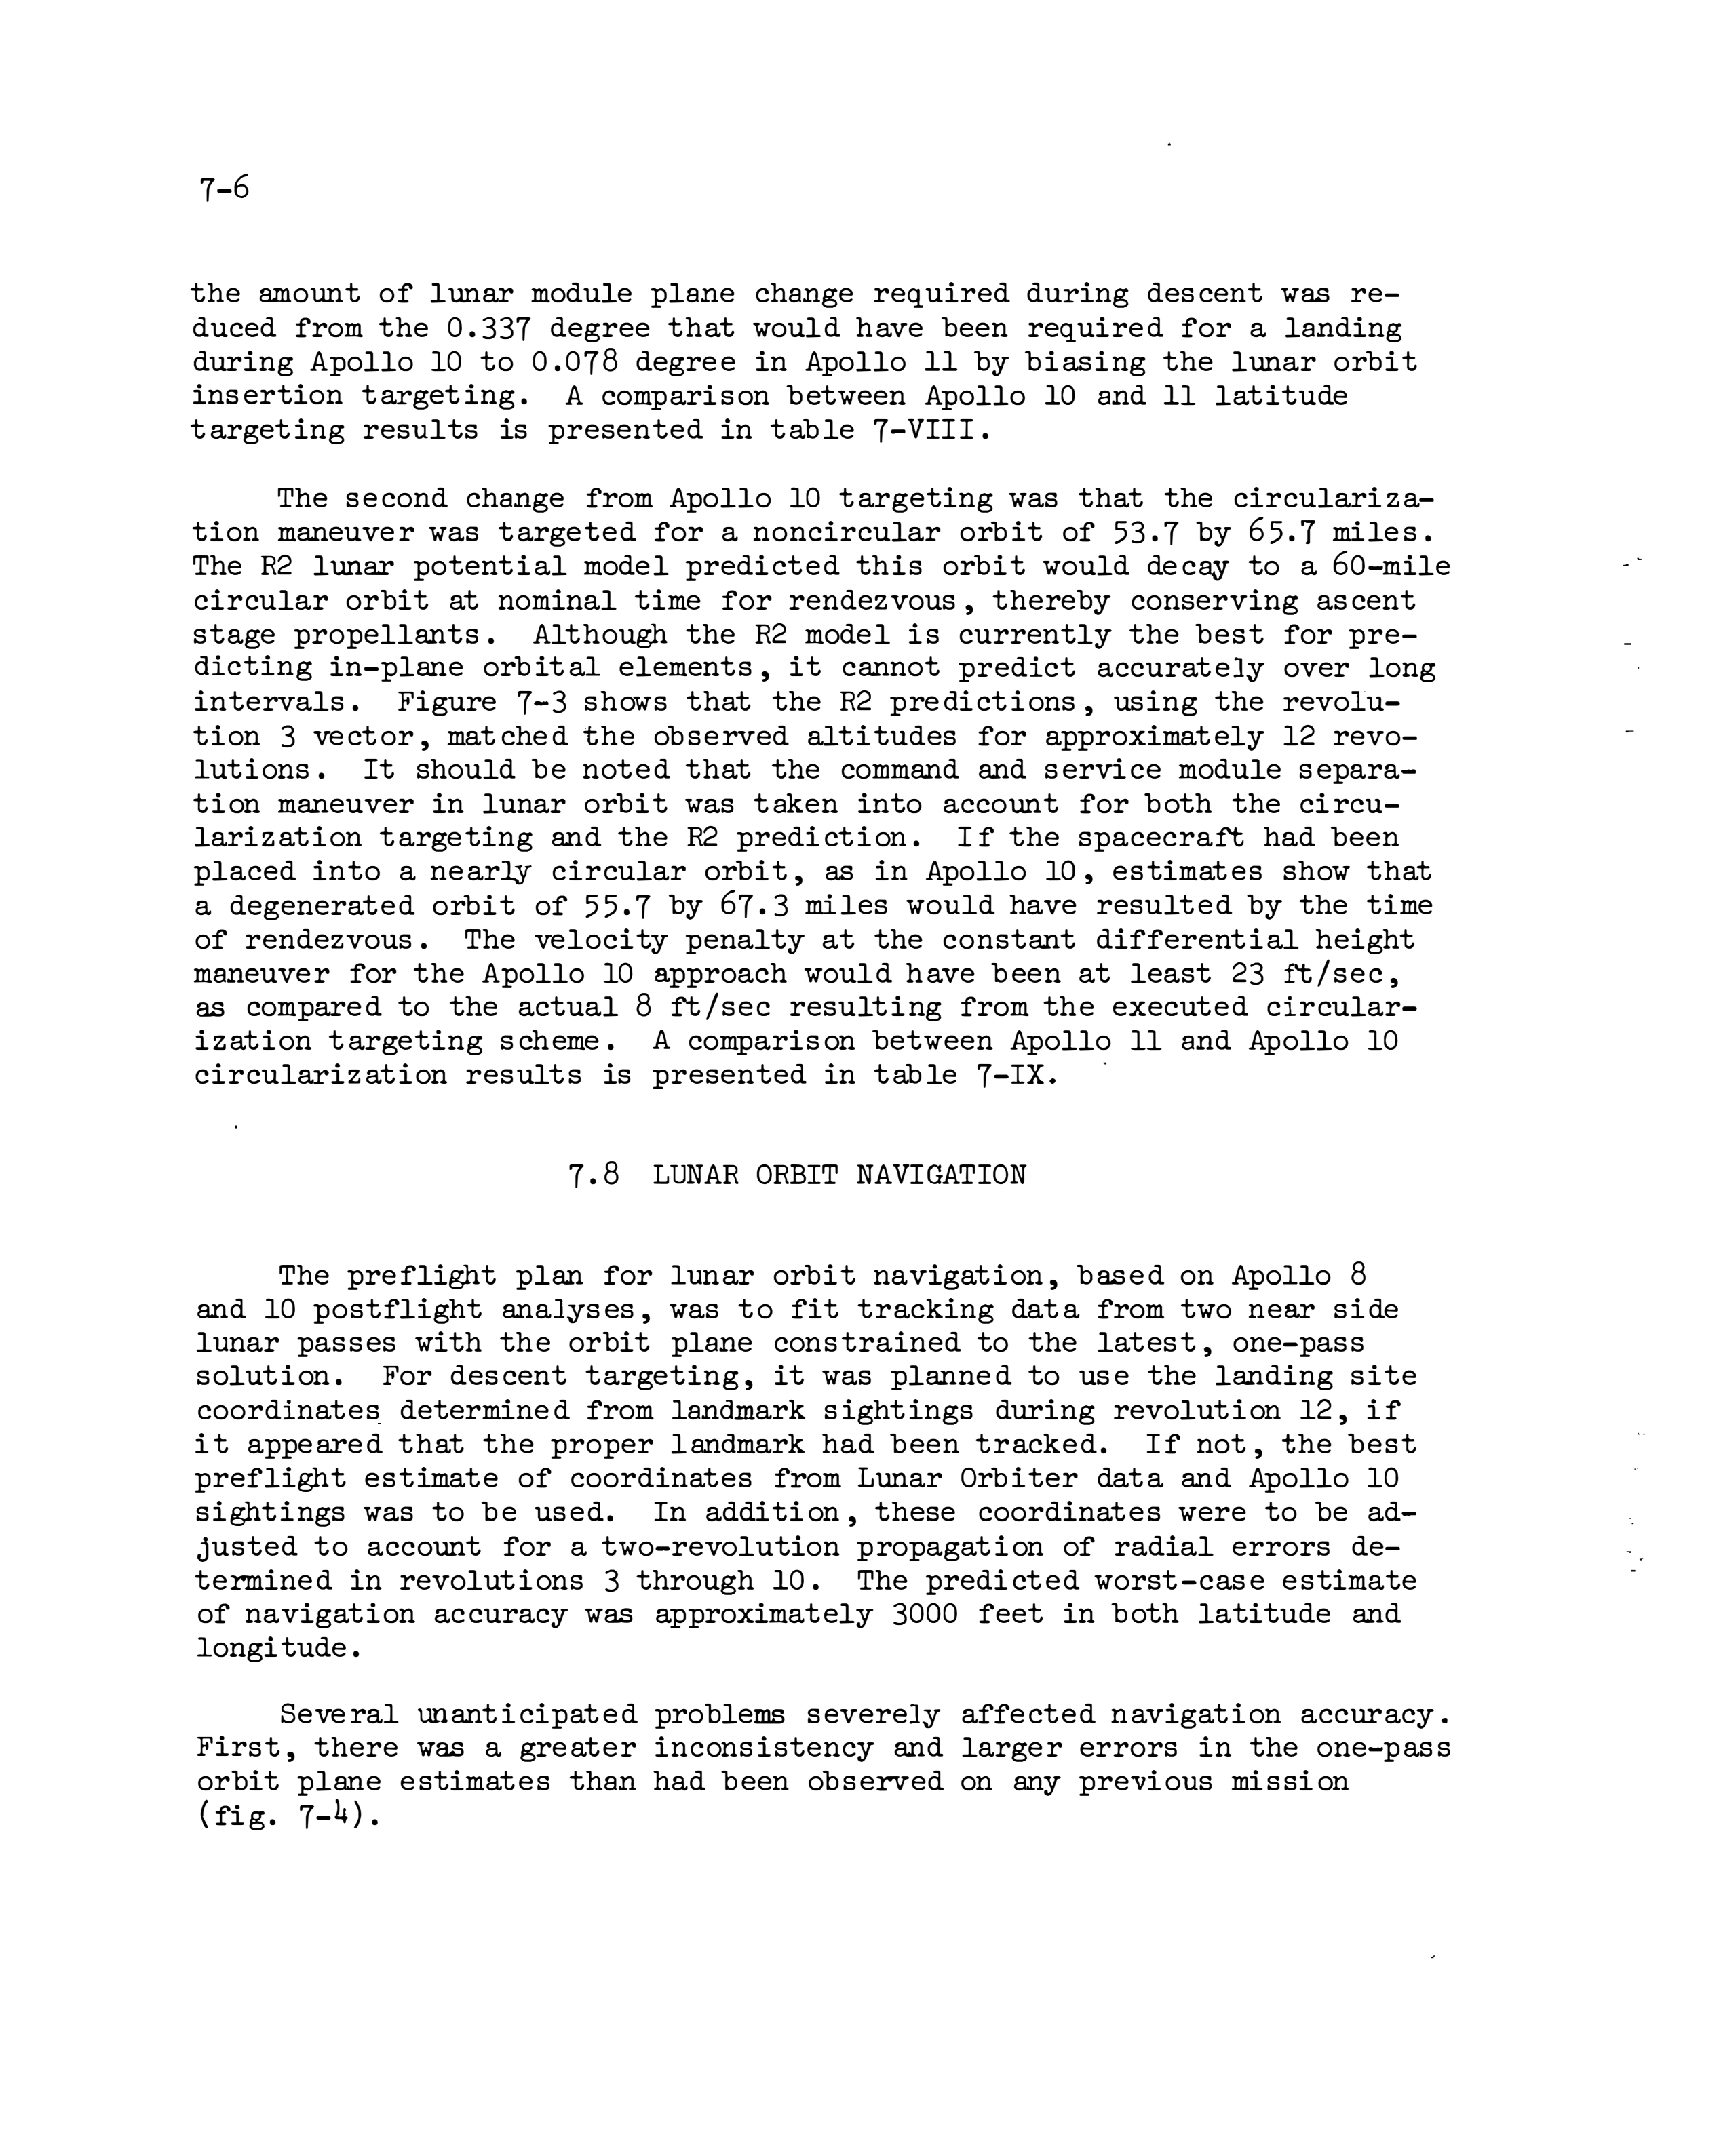 7-6
the amount of lunar module plane change required during descent was re-
duced from the 0.337 degree that would have been required for a landing
during Apollo 10 to 0.078 degree in Apollo 11 by biasing the lunar orbit
insertion targeting. A comparison between Apollo 10 and 11 latitude
targeting results is presented in table 7-VIII.
The second change from Apollo 10 targeting was that the circulariza-
tion maneuver was targeted for a noncircular orbit of 53.7 by 65.7 miles.
The R2 lunar potential model predicted this orbit would decay to a 60-mile
circular orbit at nominal time for rendezvous, thereby conserving ascent
stage propellants. Although the R2 model is currently the best for pre-
dicting in-plane orbital elements, it cannot predict accurately over long
intervals. Figure 7-3 shows that the R2 predictions, using the revolu-
tion 3 vector, matched the observed altitudes for approximately 12 revo-
lutions. It should be noted that the command and service module separa-
tion maneuver in lunar orbit was taken into account for both the circu-
larization targeting and the R2 prediction. If the spacecraft had been
placed into a nearly circular orbit, as in Apollo 10, estimates show that
a degenerated orbit of 55.7 by 67.3 miles would have resulted by the time
of rendezvous. The velocity penalty at the constant differential height
maneuver for the Apollo 10 approach would have been at least 23 ft/sec,
as compared to the actual 8 ft/sec resulting from the executed circular-
ization targeting scheme. A comparison between Apollo 11 and Apollo 10
circularization results is presented in table 7-IX.
7.8 LUNAR ORBIT NAVIGATION
The preflight plan for lunar orbit navigation, based on Apollo 8
and 10 postflight analyses, was to fit tracking data from two near side
lunar passes with the orbit plane constrained to the latest, one-pass
solution. For descent targeting, it was planned to use the landing site
coordinates determined from landmark sightings during revolution 12, if
it appeared that the proper landmark had been tracked. If not, the best
preflight estimate of coordinates from Lunar Orbiter data and Apollo 10
sightings was to be used. In addition, these coordinates were to be ad-
justed to account for a two-revolution propagation of radial errors de-
termined in revolutions 3 through 10. The predicted worst-case estimate
of navigation accuracy was approximately 3000 feet in both latitude and
longitude.
Several unanticipated problems severely affected navigation accuracy.
First, there was a greater inconsistency and larger errors in the one-pass
orbit plane estimates than had been observed on any previous mission
(fig. 7-4).